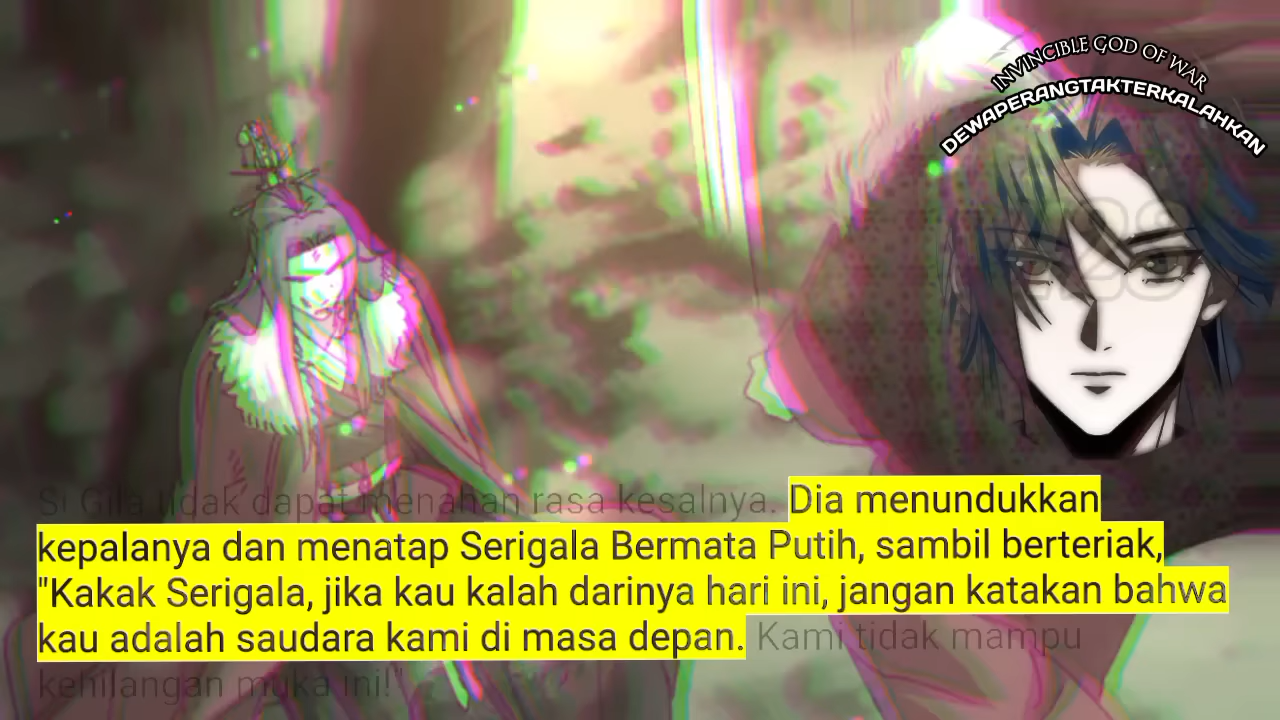 INVINCIBLE GOD OF WAR
DEWAPERANGTAKTERKALAHKAN
Si Gila tidak dapat menahan rasa kesalnya. Dia menundukkan
kepalanya dan menatap Serigala Bermata Putih, sambil berteriak,
"Kakak Serigala, jika kau kalah darinya hari ini, jangan katakan bahwa
kau adalah saudara kami di masa depan. Kami tidak mampu
kehilangan muka ini!"